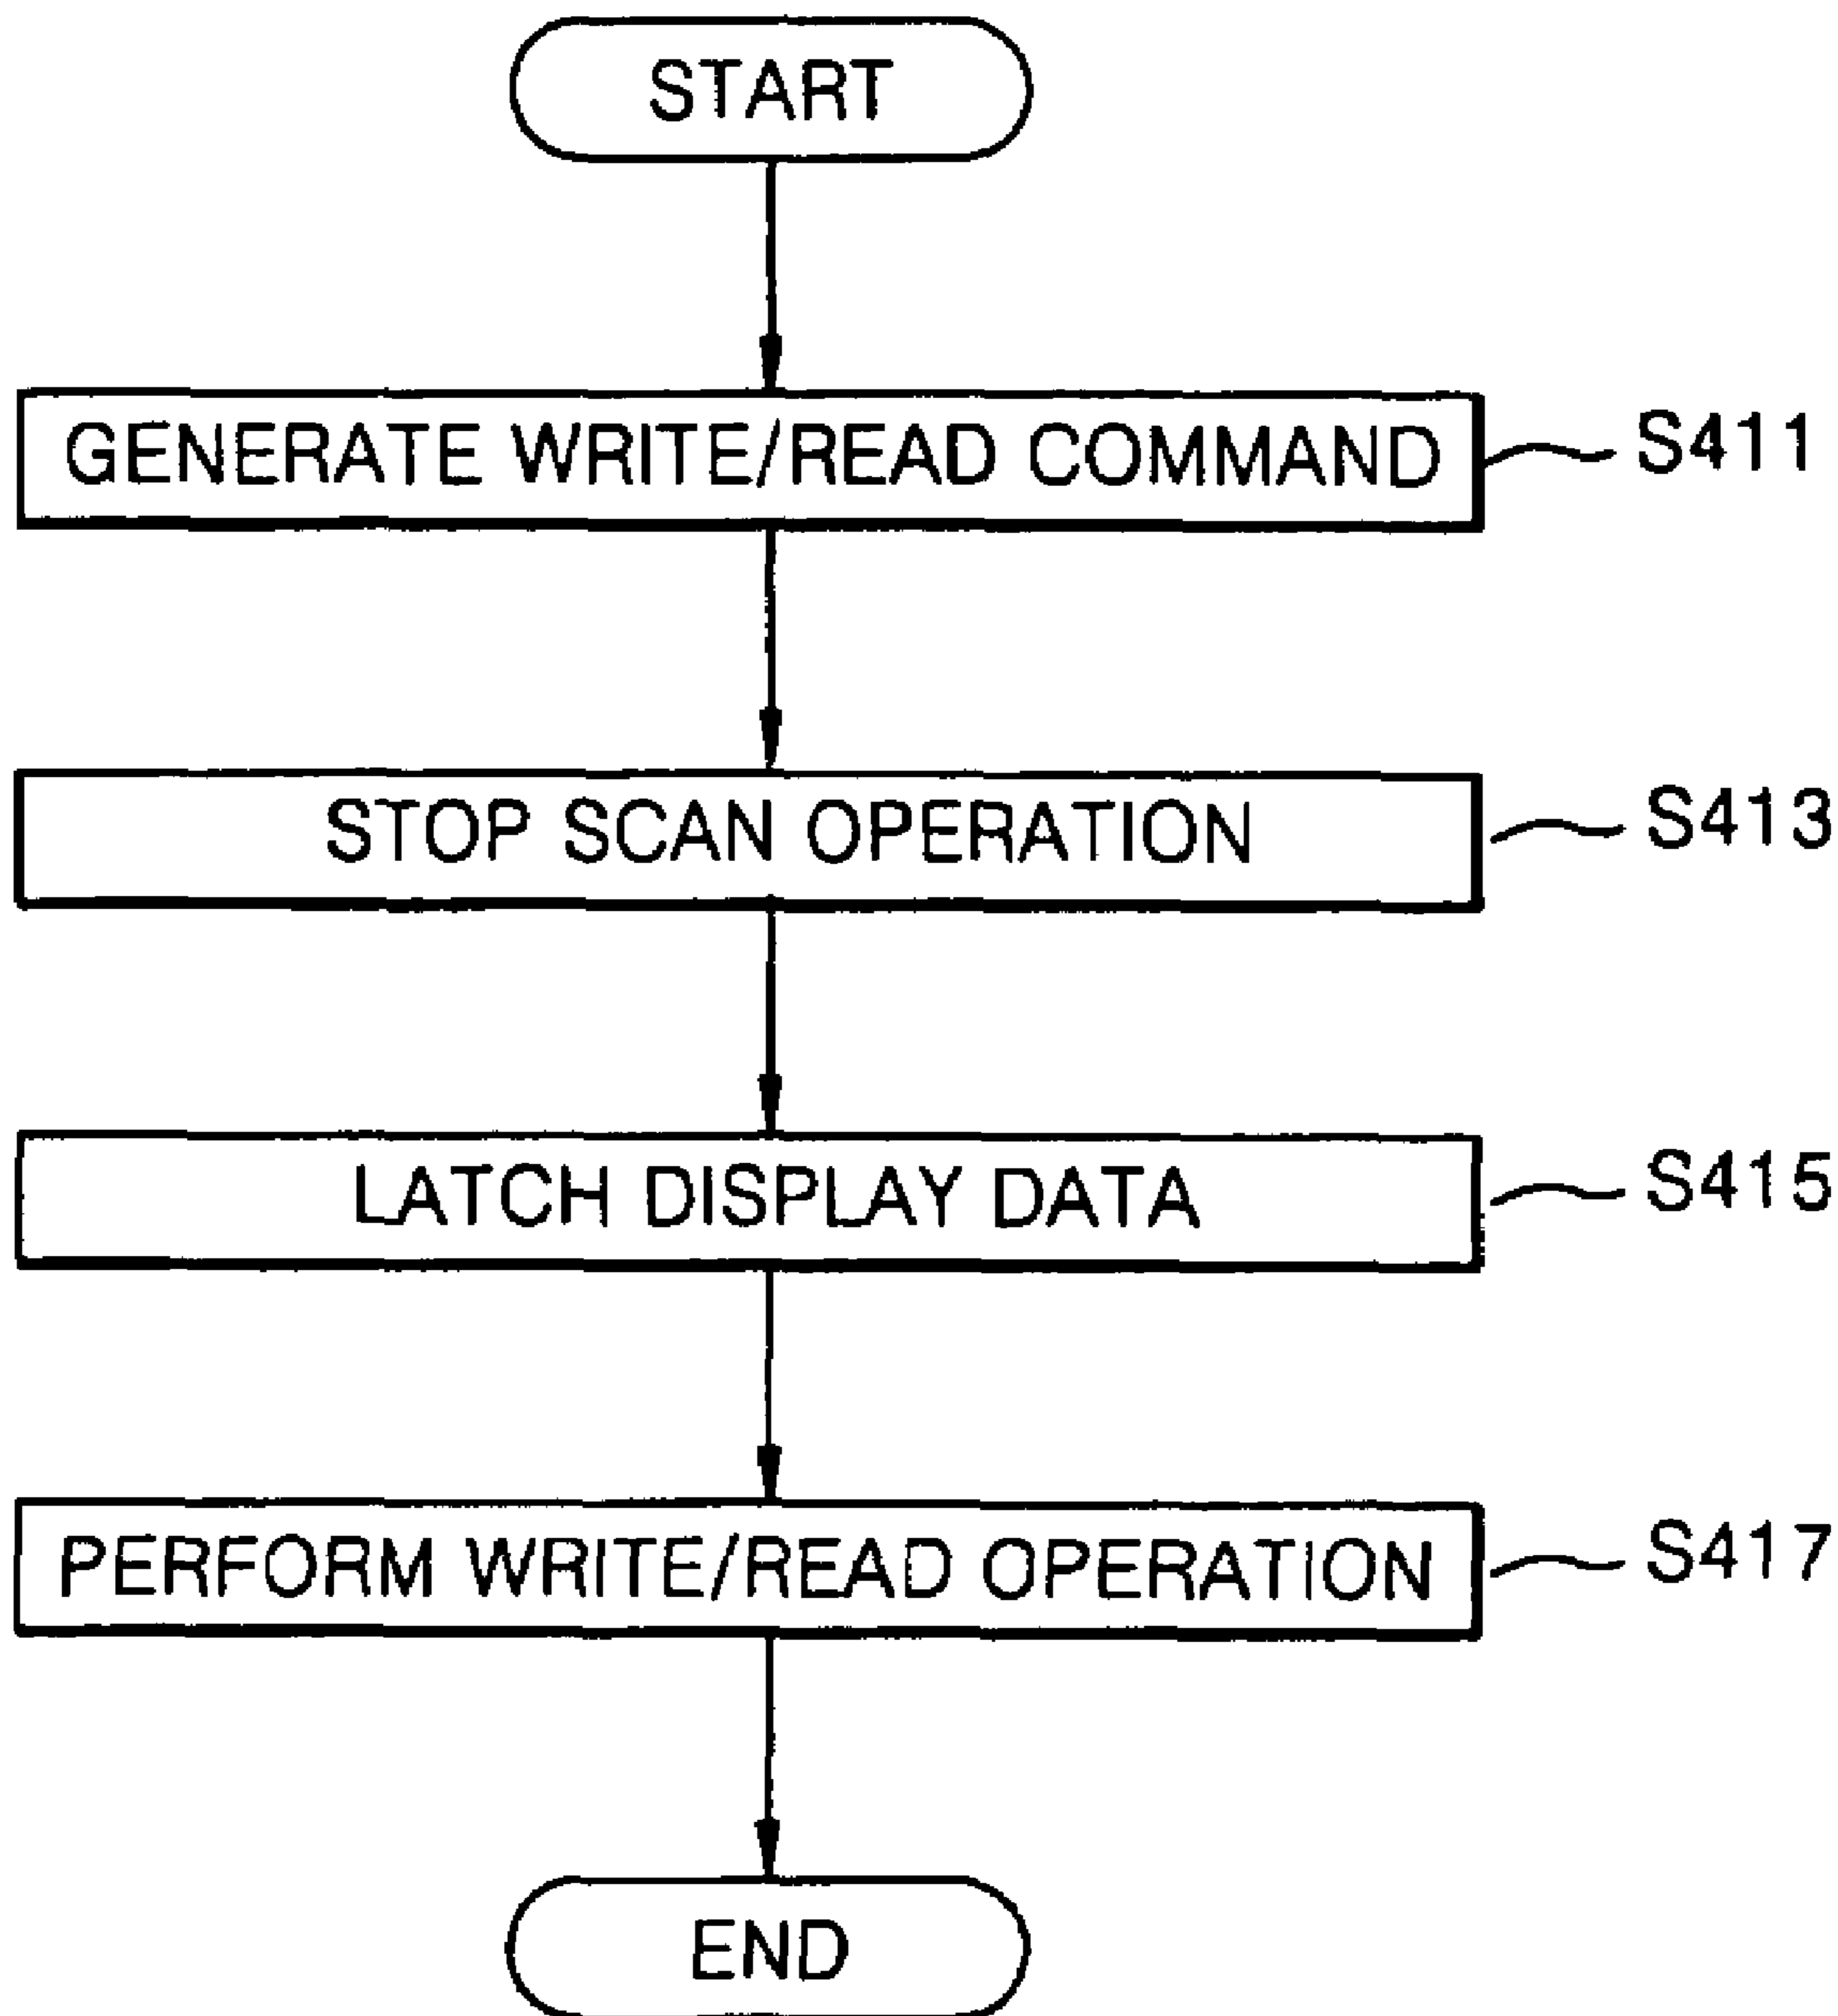 START
GENERATE WRITE/READ COMMAND S411
STOP SCAN OPERATION S413
LATCH DISPLAY DATA S415
PERFORM WRITE/READ OPERATION S417
END